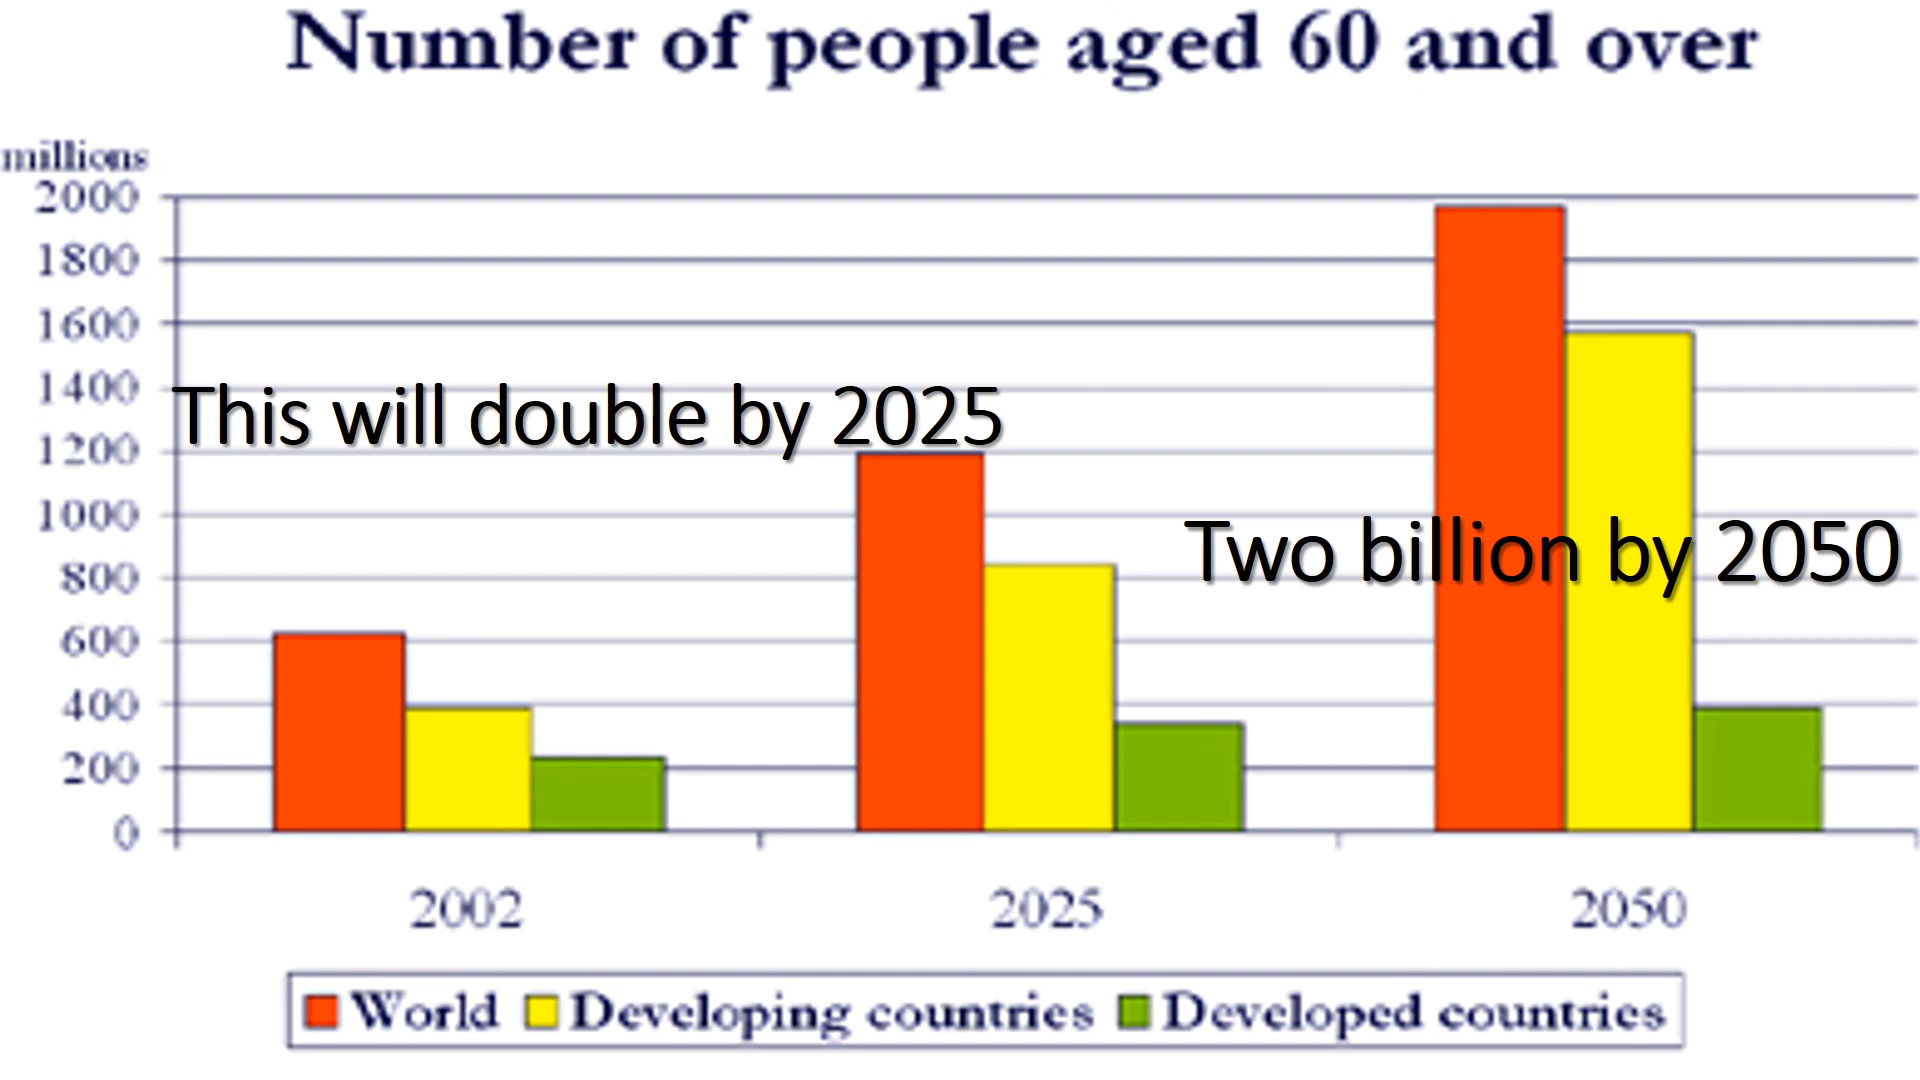 Number of people aged 60 and over
millions
2000
1800
1600
1400
This will double by 2025
1200
1000
Two billion by 2050
800
600
400
200
0
2002 2025 2050
World Developing countries Developed countries